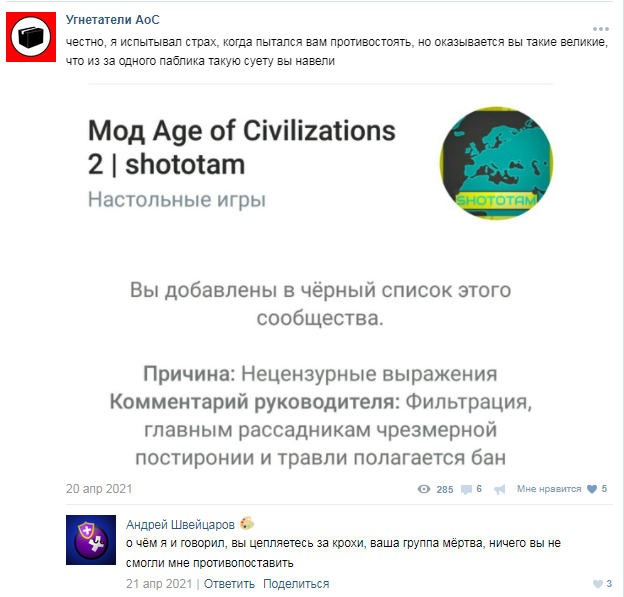 Угнетатели АоС
честно, я испытывал страх, когда пытался вам противостоять, но оказывается вы такие великие,
что из за одного паблика такую суету вы навели
Мод Age of Civilizations
2 | shototam
Настольные игры
SHOTOTAM
Вы добавлены в чёрный список этого
сообщества.
Причина: Нецензурные выражения
Комментарий руководителя: Фильтрация,
главным рассадникам чрезмерной
постиронии и травли полагается бан
20 апр 2021
285 6 Мне нравится 5
Андрей Швейцаров
о чём я и говорил, вы цепляетесь за крохи, ваша группа мёртва, ничего вы не
смогли мне противопоставить
21 апр 2021 | Ответить Поделиться 3